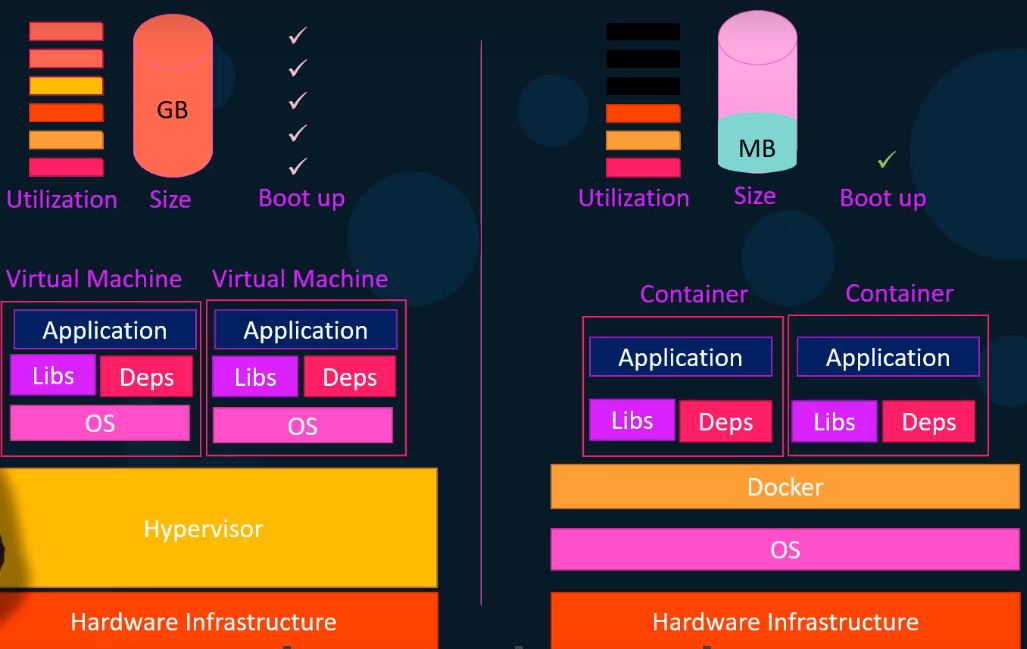 GB
Utilization
Size
Boot up
Virtual Machine
Virtual Machine
Application
Application
Libs
Deps
Libs
Deps
OS
OS
Hypervisor
Hardware Infrastructure
MB
Utilization
Size
Boot up
Container
Container
Application
Application
Libs
Deps
Libs
Deps
Docker
OS
Hardware Infrastructure